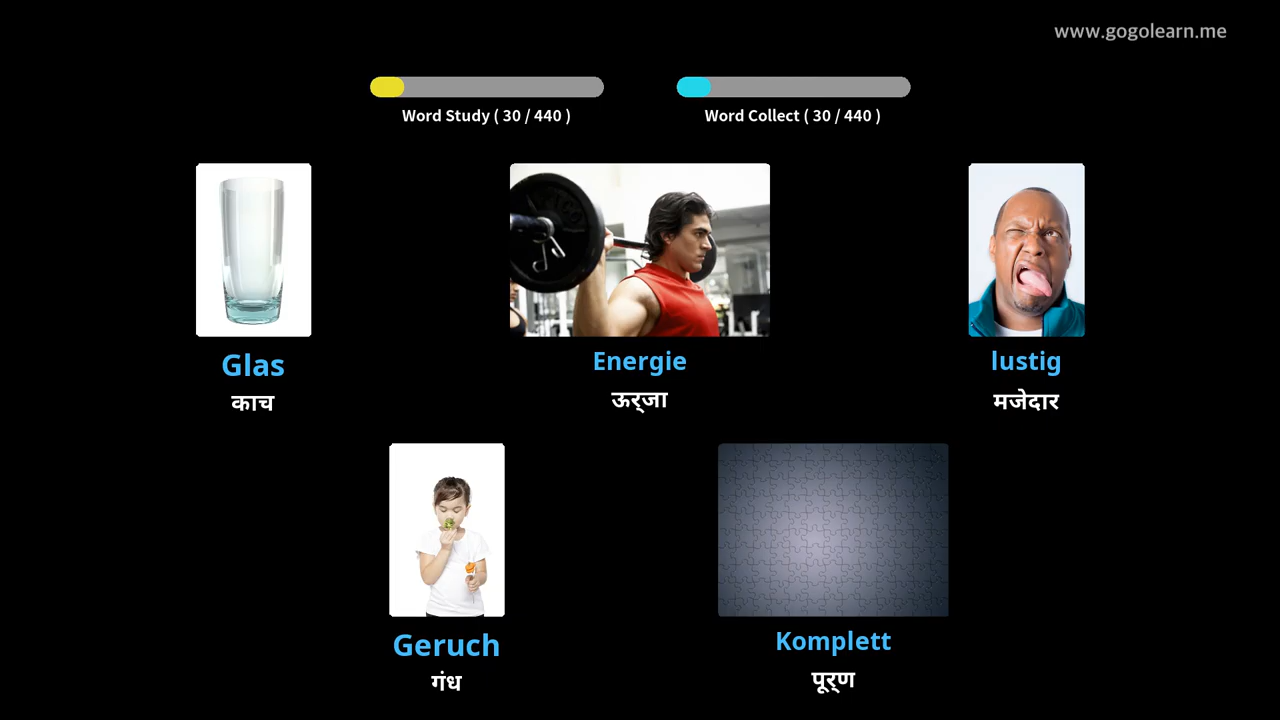 www.gogolearn.me
Word Study ( 30 / 440 )
Word Collect ( 30 / 440 )
Glas
काच
Energie
ऊर्‌जा
lustig
मजेदार
Geruch
गंध
Komplett
पूर्‌ण